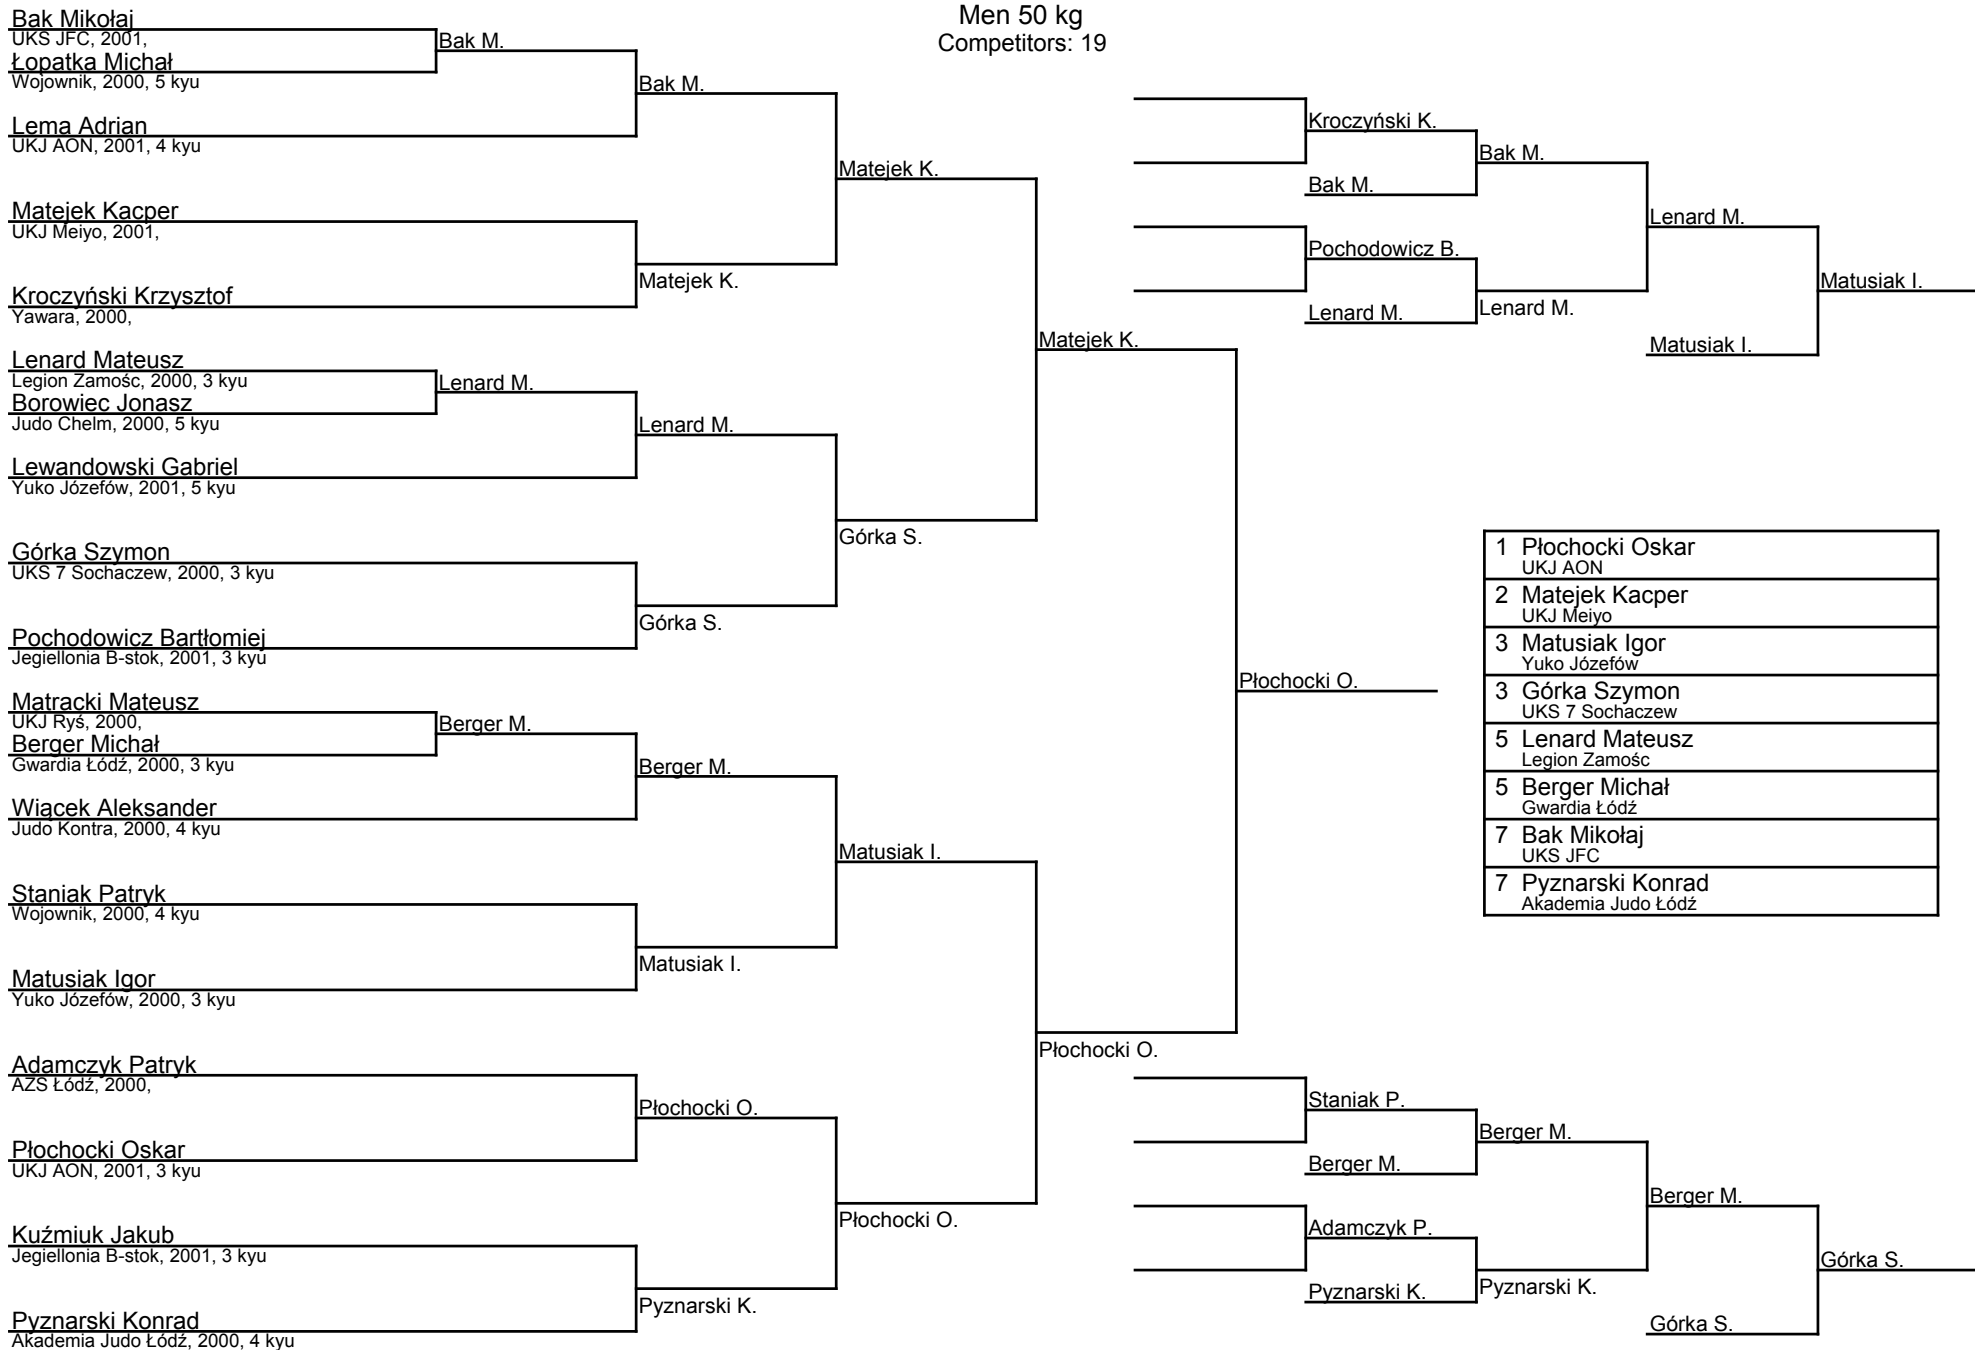 Men 50 kg
Competitors: 19
Bak Mikołaj
UKS JFC, 2001,
Łopatka Michał
Wojownik, 2000, 5 kyu
Lema Adrian
UKJ AON, 2001, 4 kyu
Matejek Kacper
UKJ Meiyo, 2001,
Kroczyński Krzysztof
Yawara, 2000,
Lenard Mateusz
Legion Zamośc, 2000, 3 kyu
Borowiec Jonasz
Judo Chelm, 2000, 5 kyu
Lewandowski Gabriel
Yuko Józefów, 2001, 5 kyu
Górka Szymon
UKS 7 Sochaczew, 2000, 3 kyu
Pochodowicz Bartłomiej
Jegiellonia B-stok, 2001, 3 kyu
Matracki Mateusz
UKJ Ryś, 2000,
Berger Michał
Gwardia Łódź, 2000, 3 kyu
Wiącek Aleksander
Judo Kontra, 2000, 4 kyu
Staniak Patryk
Wojownik, 2000, 4 kyu
Matusiak Igor
Yuko Józefów, 2000, 3 kyu
Adamczyk Patryk
AZS Łódź, 2000,
Płochocki Oskar
UKJ AON, 2001, 3 kyu
Kuźmiuk Jakub
Jegiellonia B-stok, 2001, 3 kyu
Pyznarski Konrad
Akademia Judo Łódź, 2000, 4 kyu
Bak M.
Lenard M.
Berger M.
Bak M.
Matejek K.
Lenard M.
Górka S.
Berger M.
Matusiak I.
Płochocki O.
Pyznarski K.
Matejek K.
Górka S.
Matusiak I.
Płochocki O.
Matejek K.
Płochocki O.
Płochocki O.
Kroczyński K.
Bak M.
Pochodowicz B.
Lenard M.
Bak M.
Lenard M.
Lenard M.
Matusiak I.
Matusiak I.
1 Płochocki Oskar
UKJ AON
2 Matejek Kacper
UKJ Meiyo
3 Matusiak Igor
Yuko Józefów
3 Górka Szymon
UKS 7 Sochaczew
5 Lenard Mateusz
Legion Zamośc
5 Berger Michał
Gwardia Łódź
7 Bak Mikołaj
UKS JFC
7 Pyznarski Konrad
Akademia Judo Łódź
Staniak P.
Berger M.
Adamczyk P.
Pyznarski K.
Berger M.
Pyznarski K.
Berger M.
Górka S.
Górka S.